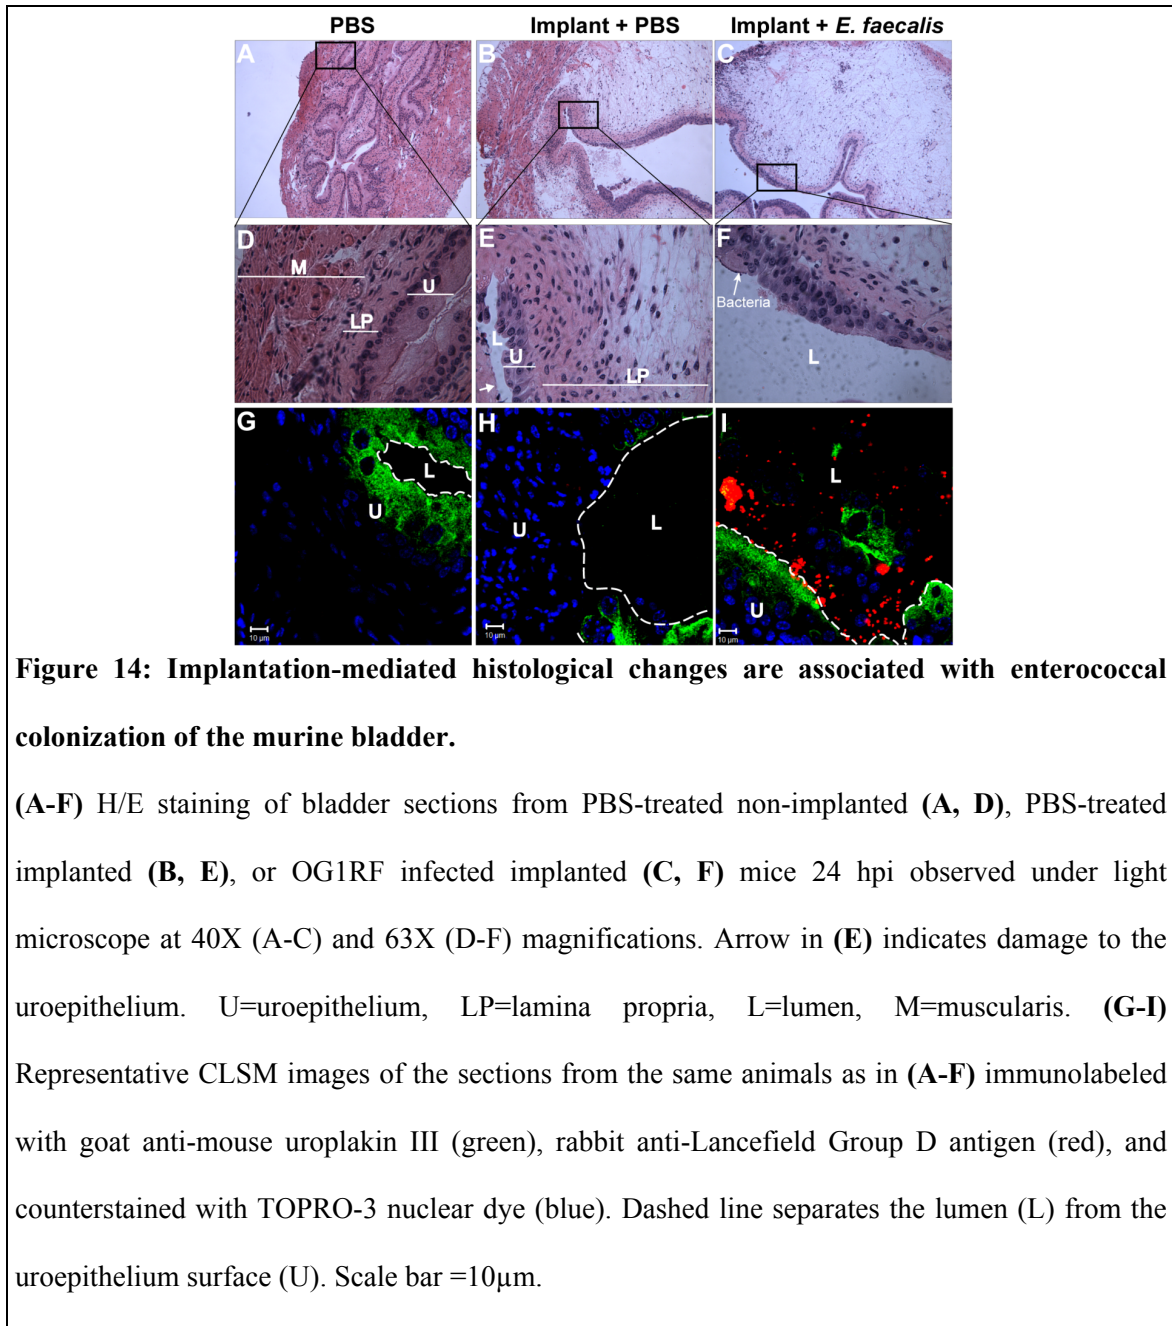 PBS Implant + PBS Implant + E. faecalis
A B C
D M U LP
E L U LP
F Bacteria L
G L U 10 µm
H U L 10 µm
I L U 10 µm
Figure 14: Implantation-mediated histological changes are associated with enterococcal
colonization of the murine bladder.
(A-F) H/E staining of bladder sections from PBS-treated non-implanted (A, D), PBS-treated
implanted (B, E), or OG1RF infected implanted (C, F) mice 24 hpi observed under light
microscope at 40X (A-C) and 63X (D-F) magnifications. Arrow in (E) indicates damage to the
uroepithelium. U=uroepithelium, LP=lamina propria, L=lumen, M=muscularis. (G-I)
Representative CLSM images of the sections from the same animals as in (A-F) immunolabeled
with goat anti-mouse uroplakin III (green), rabbit anti-Lancefield Group D antigen (red), and
counterstained with TOPRO-3 nuclear dye (blue). Dashed line separates the lumen (L) from the
uroepithelium surface (U). Scale bar =10µm.